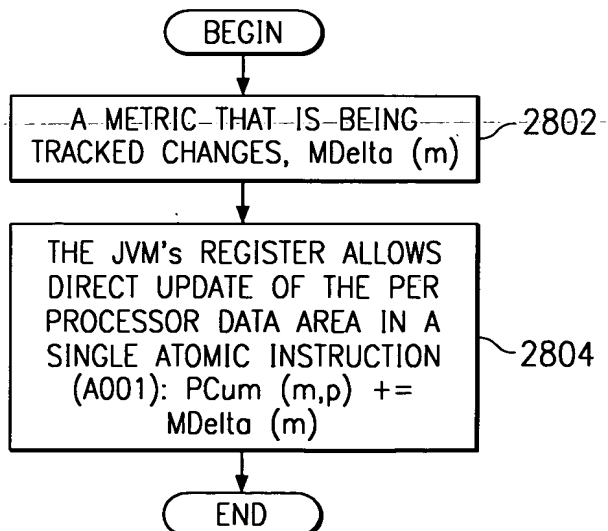 BEGIN
A METRIC THAT IS BEING
TRACKED CHANGES, MDelta (m)
2802
THE JVM's REGISTER ALLOWS
DIRECT UPDATE OF THE PER
PROCESSOR DATA AREA IN A
SINGLE ATOMIC INSTRUCTION
(A001): PCum (m,p) +=
MDelta (m)
2804
END